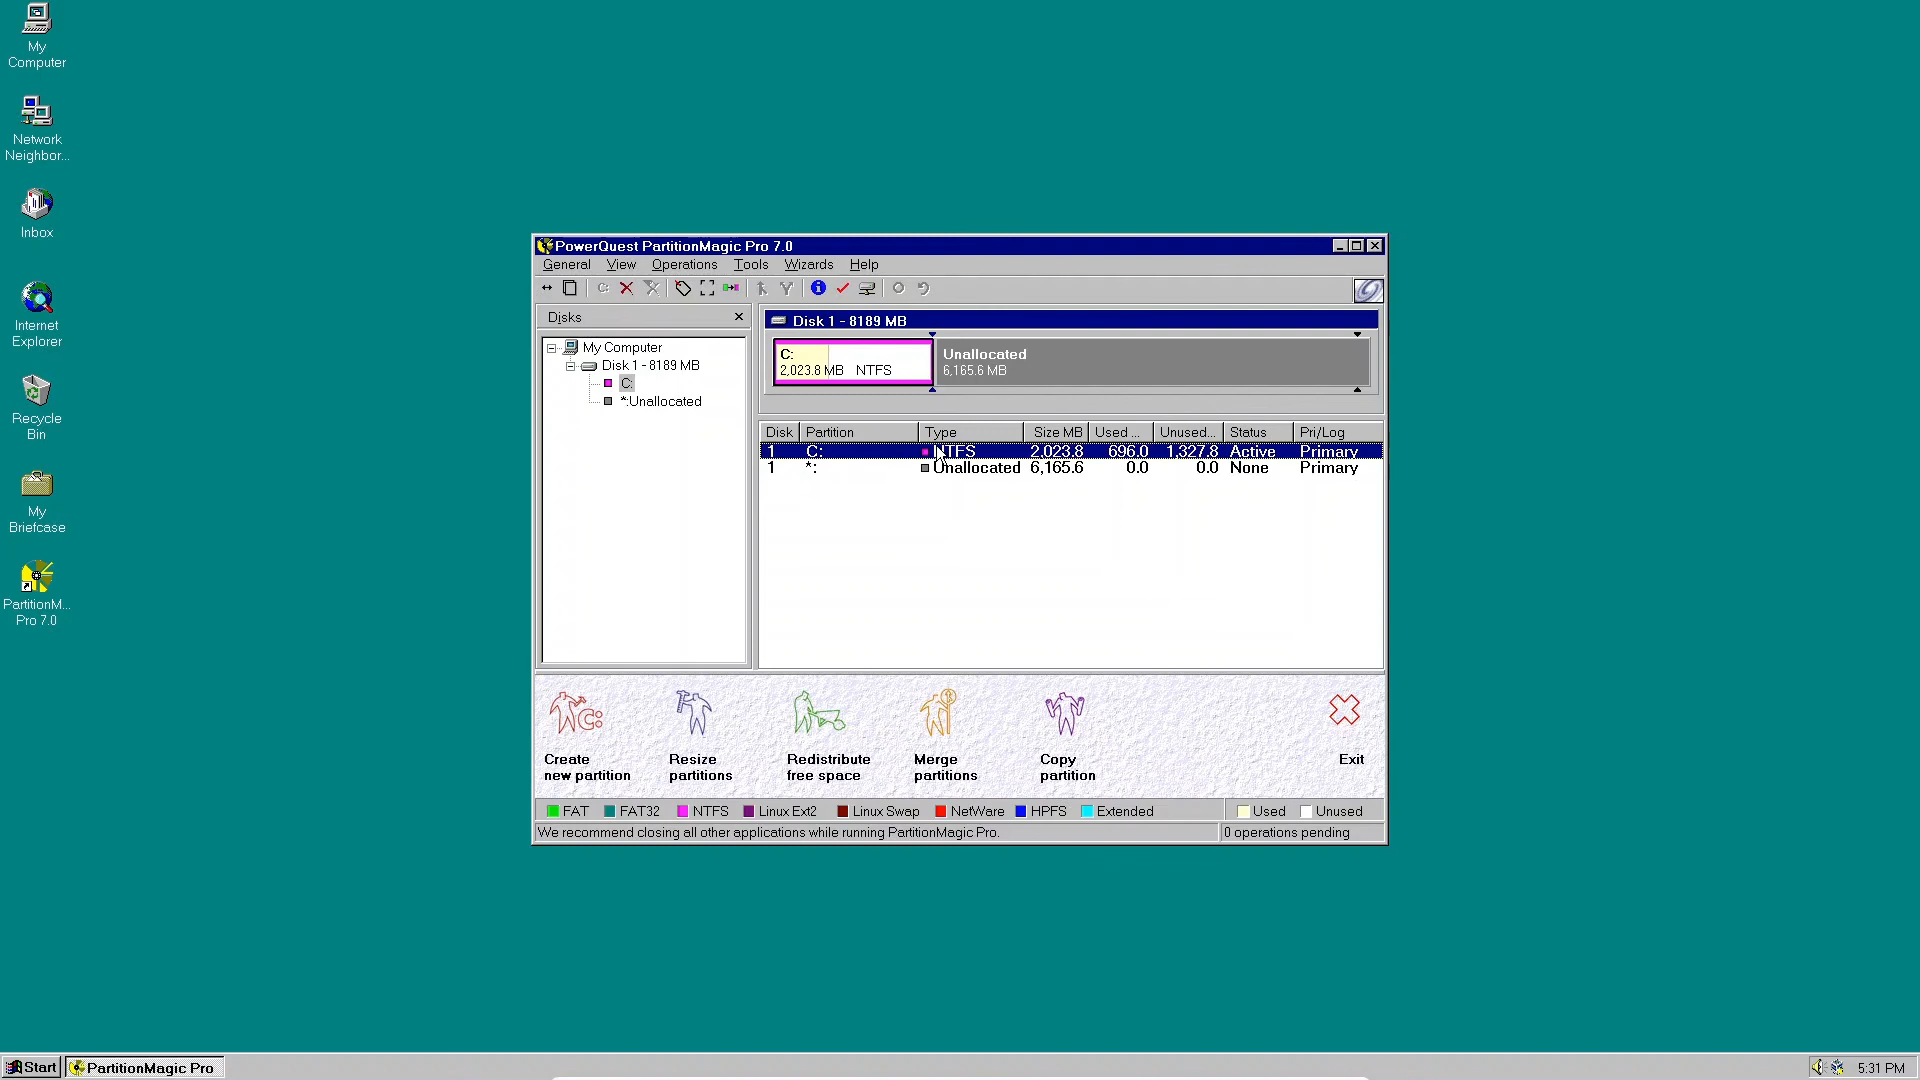 My
Computer
Network
Neighbor...
Inbox
Internet
Explorer
Recycle
Bin
My
Briefcase
PartitionM...
Pro 7.0
PowerQuest PartitionMagic Pro 7.0
General View Operations Tools Wizards Help
Disks
My Computer
Disk 1 - 8189 MB
C:
*:Unallocated
Disk 1 - 8189 MB
C:
2,023.8 MB NTFS
Unallocated
6,165.6 MB
Disk Partition Type Size MB Used ... Unused... Status Pri/Log
1 C: NTFS 2,023.8 696.0 1,327.8 Active Primary
1 *: Unallocated 6,165.6 0.0 0.0 None Primary
Create
new partition
Resize
partitions
Redistribute
free space
Merge
partitions
Copy
partition
Exit
FAT FAT32 NTFS Linux Ext2 Linux Swap NetWare HPFS Extended Used Unused
We recommend closing all other applications while running PartitionMagic Pro. 0 operations pending
Start PartitionMagic Pro 5:31 PM